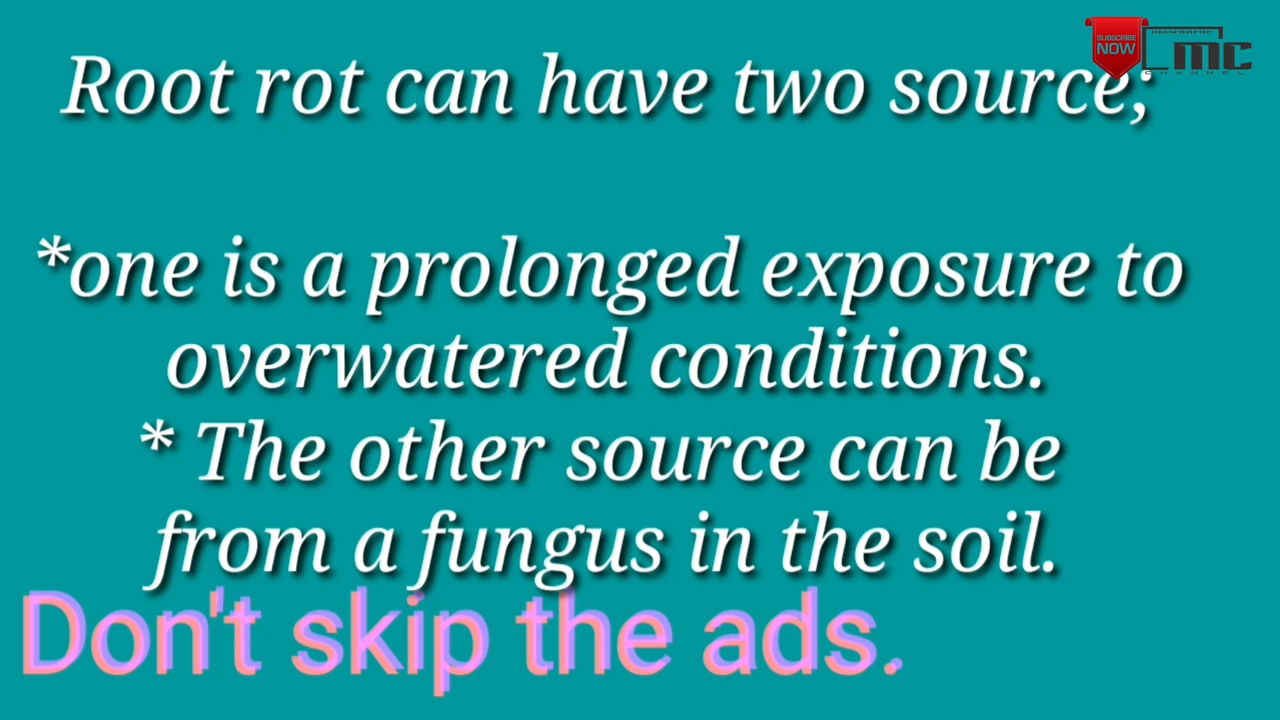 SUBSCRIBE
NOW
mc
CHANNEL
Root rot can have two source;
*one is a prolonged exposure to
overwatered conditions.
* The other source can be
from a fungus in the soil.
Don't skip the ads.